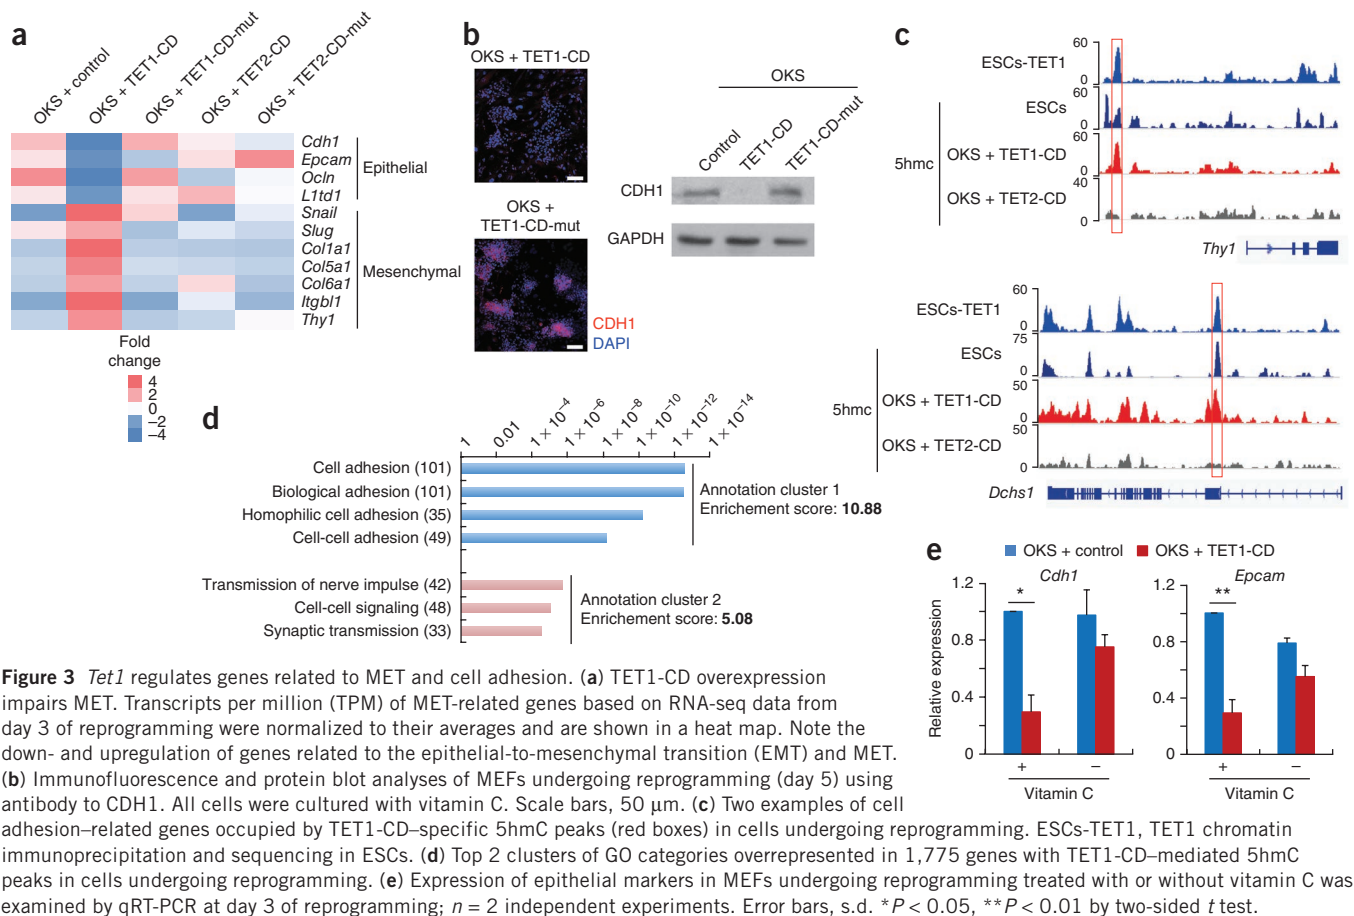 a
OKS + control
OKS + TET1-CD
OKS + TET1-CD-mut
OKS + TET2-CD
OKS + TET2-CD-mut
Cdh1
Epcam
Ocln
L1td1
Epithelial
Snail
Slug
Col1a1
Col5a1
Col6a1
Itgbl1
Thy1
Mesenchymal
Fold
change
4
2
0
–2
–4
b
OKS + TET1-CD
OKS +
TET1-CD-mut
CDH1
DAPI
OKS
Control
TET1-CD
TET1-CD-mut
CDH1
GAPDH
c
ESCs-TET1
60
0
ESCs
60
0
5hmc
OKS + TET1-CD
60
0
OKS + TET2-CD
40
0
Thy1
ESCs-TET1
60
0
ESCs
75
0
5hmc
OKS + TET1-CD
50
0
OKS + TET2-CD
50
0
Dchs1
d
1
0.01
1 × 10–4
1 × 10–6
1 × 10–8
1 × 10–10
1 × 10–12
1 × 10–14
Cell adhesion (101)
Biological adhesion (101)
Homophilic cell adhesion (35)
Cell-cell adhesion (49)
Annotation cluster 1
Enrichment score: 10.88
Transmission of nerve impulse (42)
Cell-cell signaling (48)
Synaptic transmission (33)
Annotation cluster 2
Enrichment score: 5.08
e
OKS + control
OKS + TET1-CD
Relative expression
Cdh1
1.2
0.8
0.4
0
*
+
–
Vitamin C
Epcam
1.2
0.8
0.4
0
**
+
–
Vitamin C
Figure 3 Tet1 regulates genes related to MET and cell adhesion. (a) TET1-CD overexpression
impairs MET. Transcripts per million (TPM) of MET-related genes based on RNA-seq data from
day 3 of reprogramming were normalized to their averages and are shown in a heat map. Note the
down- and upregulation of genes related to the epithelial-to-mesenchymal transition (EMT) and MET.
(b) Immunofluorescence and protein blot analyses of MEFs undergoing reprogramming (day 5) using
antibody to CDH1. All cells were cultured with vitamin C. Scale bars, 50 μm. (c) Two examples of cell
adhesion–related genes occupied by TET1-CD–specific 5hmC peaks (red boxes) in cells undergoing reprogramming. ESCs-TET1, TET1 chromatin
immunoprecipitation and sequencing in ESCs. (d) Top 2 clusters of GO categories overrepresented in 1,775 genes with TET1-CD–mediated 5hmC
peaks in cells undergoing reprogramming. (e) Expression of epithelial markers in MEFs undergoing reprogramming treated with or without vitamin C was
examined by qRT-PCR at day 3 of reprogramming; n = 2 independent experiments. Error bars, s.d. *P < 0.05, **P < 0.01 by two-sided t test.